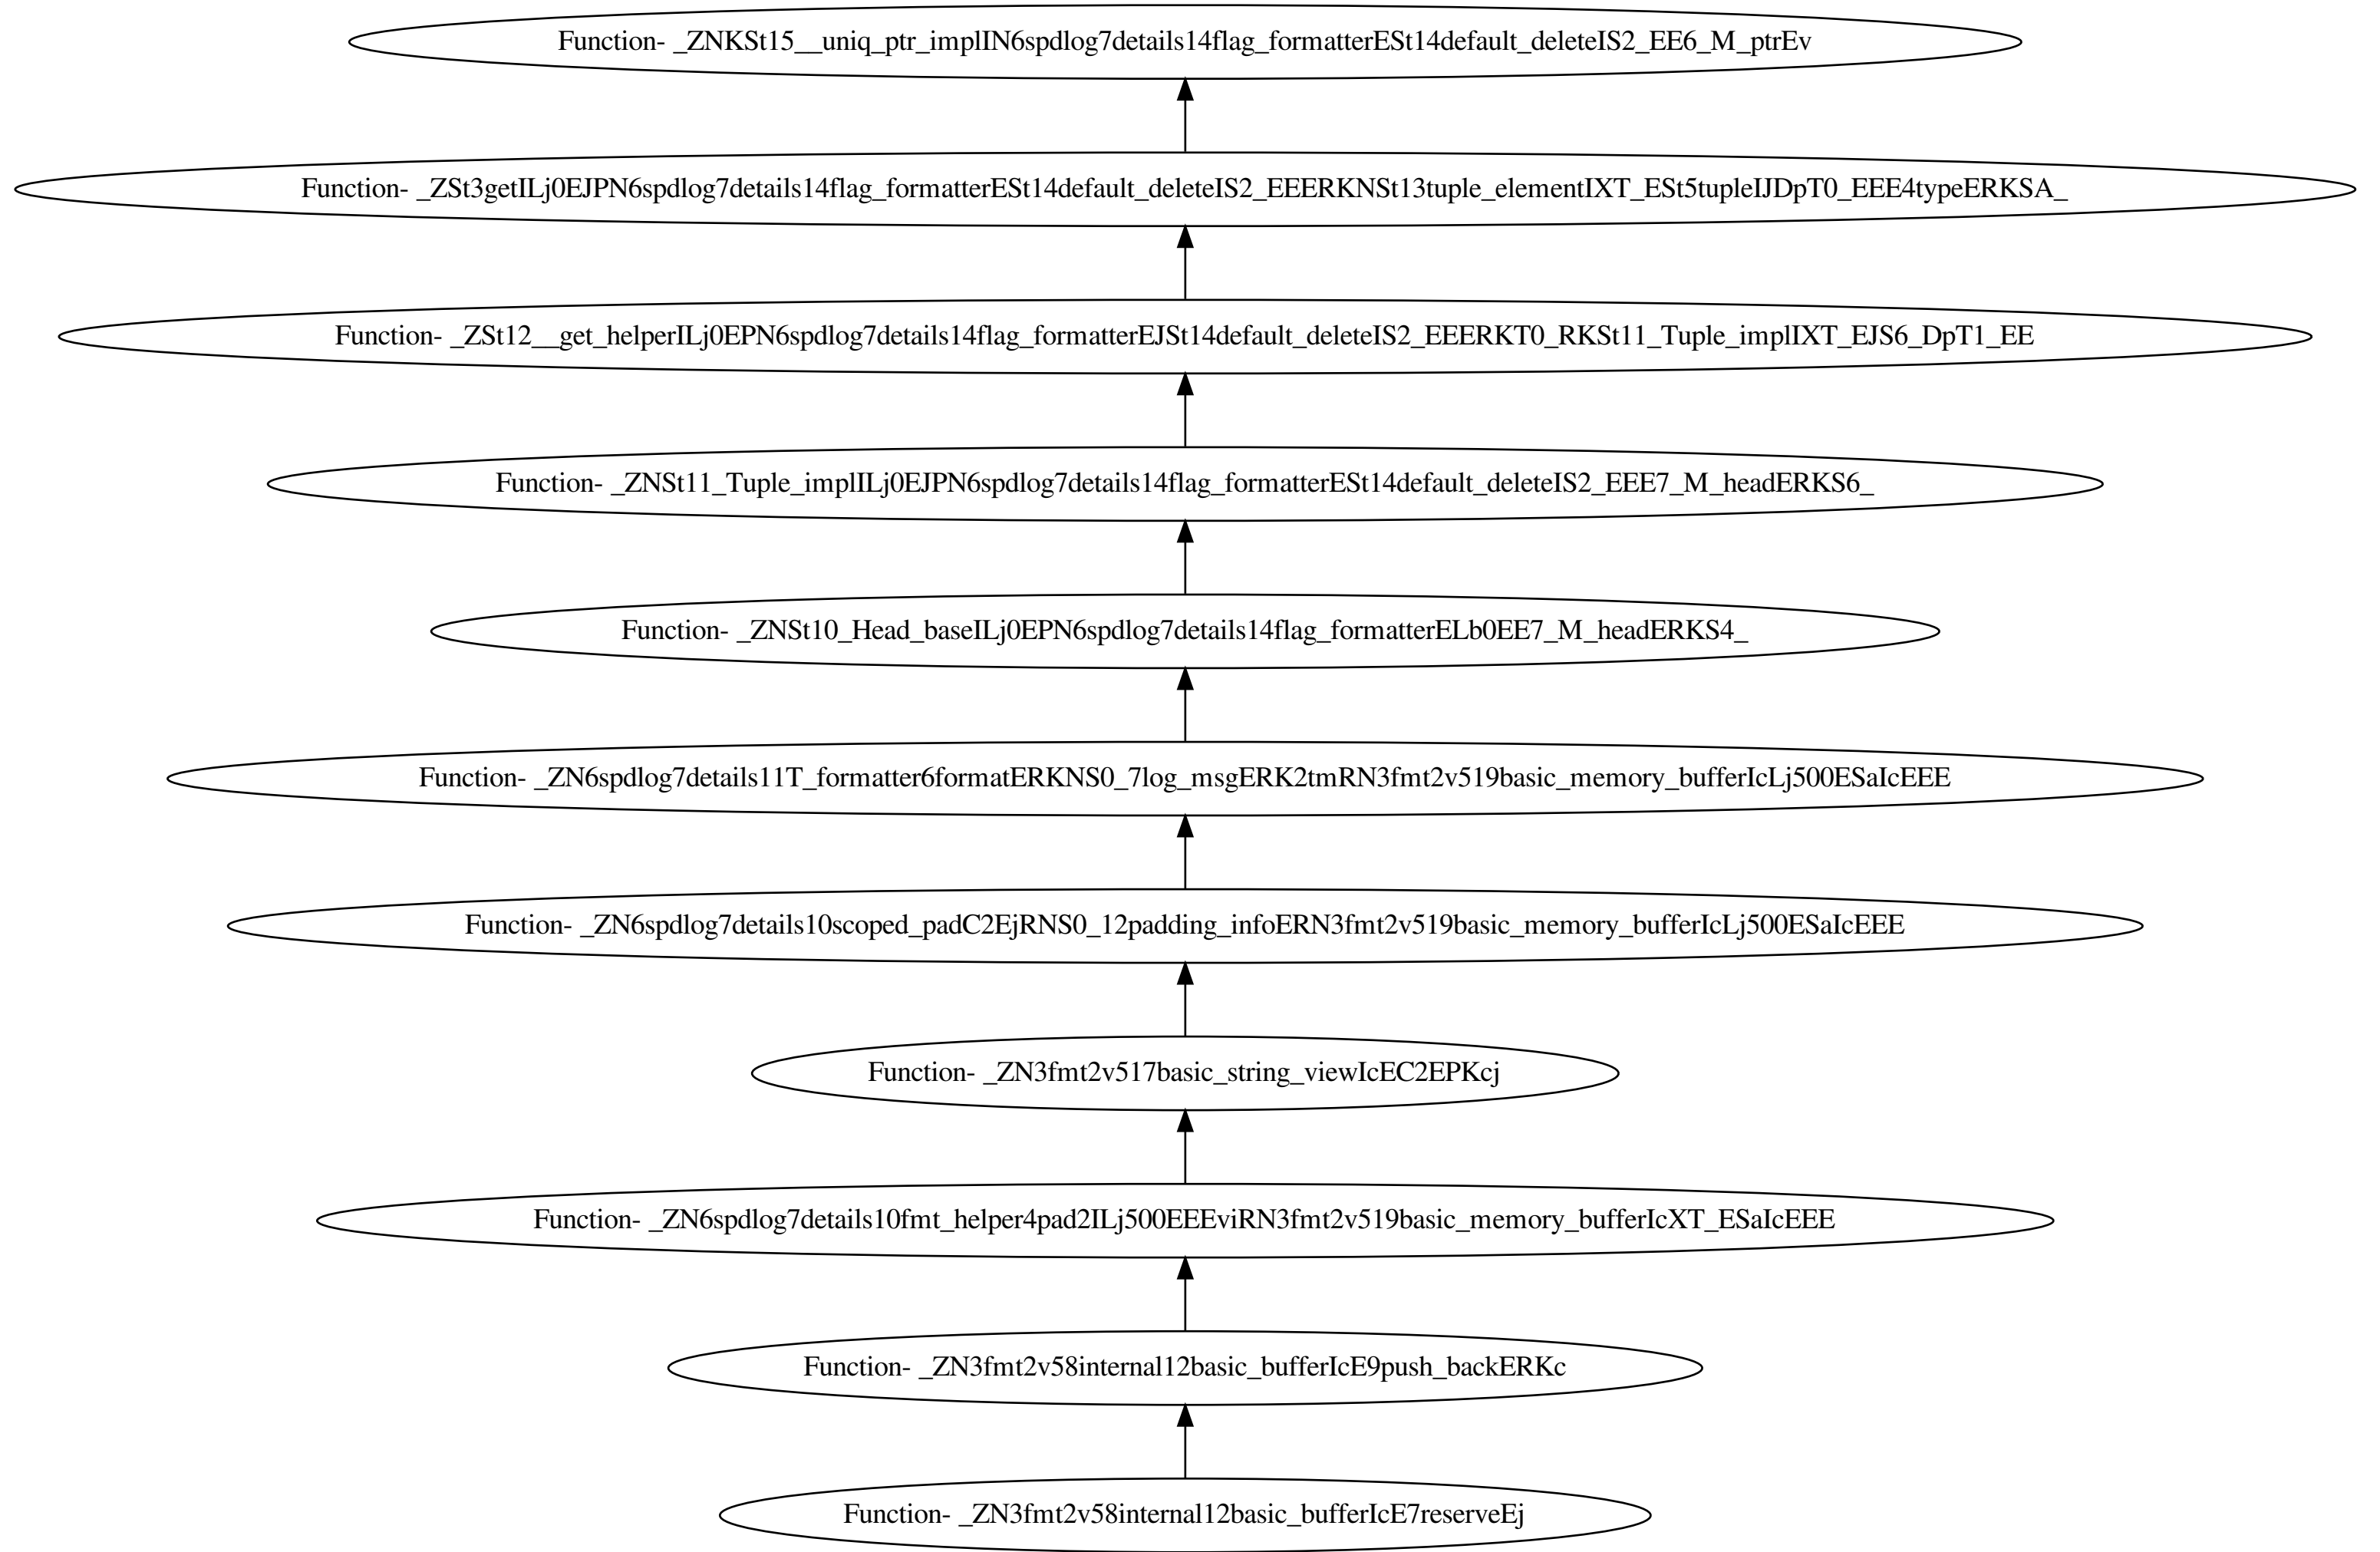 Function- _ZNKSt15__uniq_ptr_implIN6spdlog7details14flag_formatterESt14default_deleteIS2_EE6_M_ptrEv
Function- _ZSt3getILj0EJPN6spdlog7details14flag_formatterESt14default_deleteIS2_EEERKNSt13tuple_elementIXT_ESt5tupleIJDpT0_EEE4typeERKSA_
Function- _ZSt12__get_helperILj0EPN6spdlog7details14flag_formatterEJSt14default_deleteIS2_EEERKT0_RKSt11_Tuple_implIXT_EJS6_DpT1_EE
Function- _ZNSt11_Tuple_implILj0EJPN6spdlog7details14flag_formatterESt14default_deleteIS2_EEE7_M_headERKS6_
Function- _ZNSt10_Head_baseILj0EPN6spdlog7details14flag_formatterELb0EE7_M_headERKS4_
Function- _ZN6spdlog7details11T_formatter6formatERKNS0_7log_msgERK2tmRN3fmt2v519basic_memory_bufferIcLj500ESaIcEEE
Function- _ZN6spdlog7details10scoped_padC2EjRNS0_12padding_infoERN3fmt2v519basic_memory_bufferIcLj500ESaIcEEE
Function- _ZN3fmt2v517basic_string_viewIcEC2EPKcj
Function- _ZN6spdlog7details10fmt_helper4pad2ILj500EEEviRN3fmt2v519basic_memory_bufferIcXT_ESaIcEEE
Function- _ZN3fmt2v58internal12basic_bufferIcE9push_backERKc
Function- _ZN3fmt2v58internal12basic_bufferIcE7reserveEj